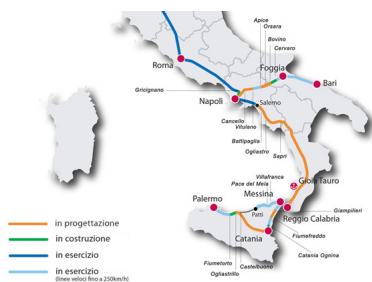 Apice
Orsara
Bovino
Cervaro
Roma
Foggia
Bari
Gricignano
Napoli
Salerno
Cancello
Vitulano
Battipaglia
Ogliastro
Sapri
Villafranca
Pace del Mela
Gioia Tauro
Messina
Palermo
Patti
Giampilieri
Reggio Calabria
Fiumefreddo
Catania
Catania Ognina
Fiumetorto
Castelbuono
Ogliastrillo
in progettazione
in costruzione
in esercizio
in esercizio
(linee veloci fino a 250km/h)